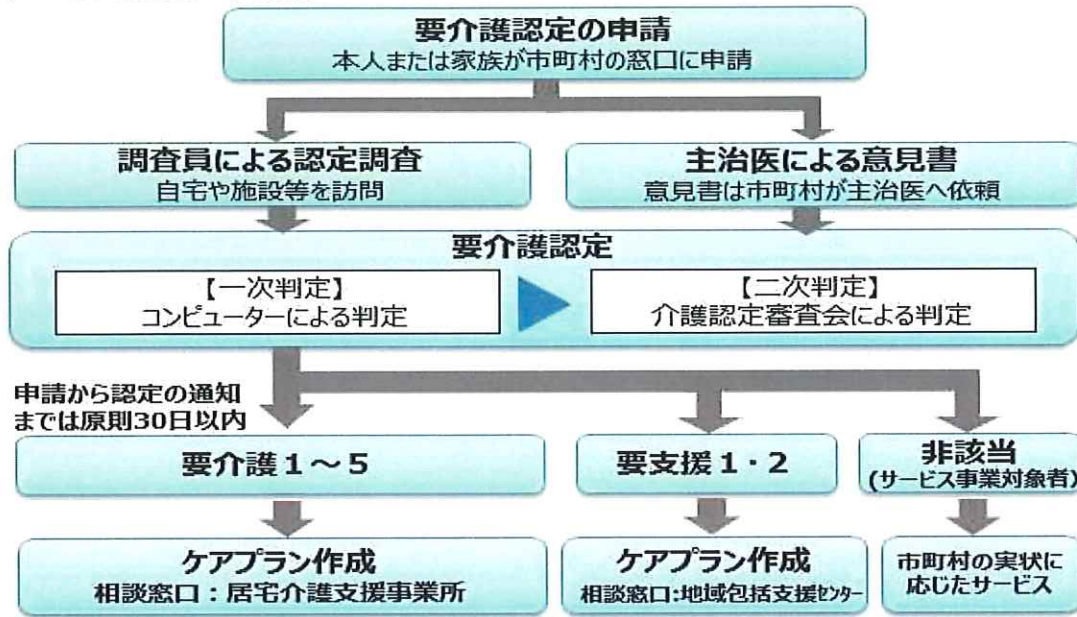 要介護認定の申請
本人または家族が市町村の窓口に申請
調査員による認定調査
自宅や施設等を訪問
主治医による意見書
意見書は市町村が主治医へ依頼
要介護認定
【一次判定】
コンピューターによる判定
【二次判定】
介護認定審査会による判定
申請から認定の通知
までは原則30日以内
要介護1～5
要支援1・2
非該当
(サービス事業対象者)
ケアプラン作成
相談窓口：居宅介護支援事業所
ケアプラン作成
相談窓口:地域包括支援センター
市町村の実状に
応じたサービス